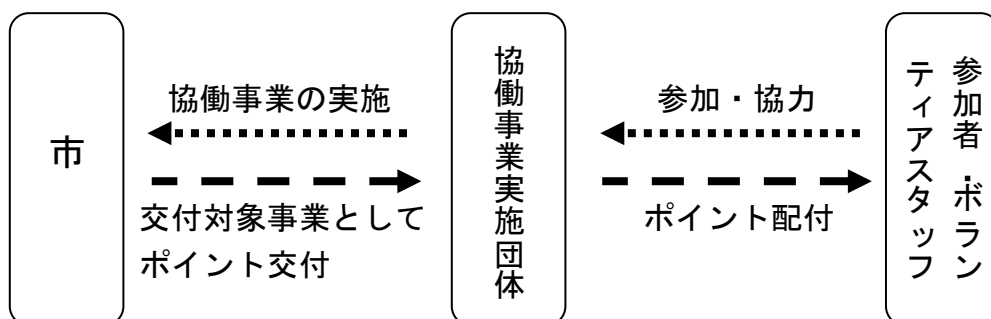 市
協働事業の実施
交付対象事業として
ポイント交付
協働事業実施団体
参加・協力
ポイント配付
参加者・ボラン
ティアスタッフ